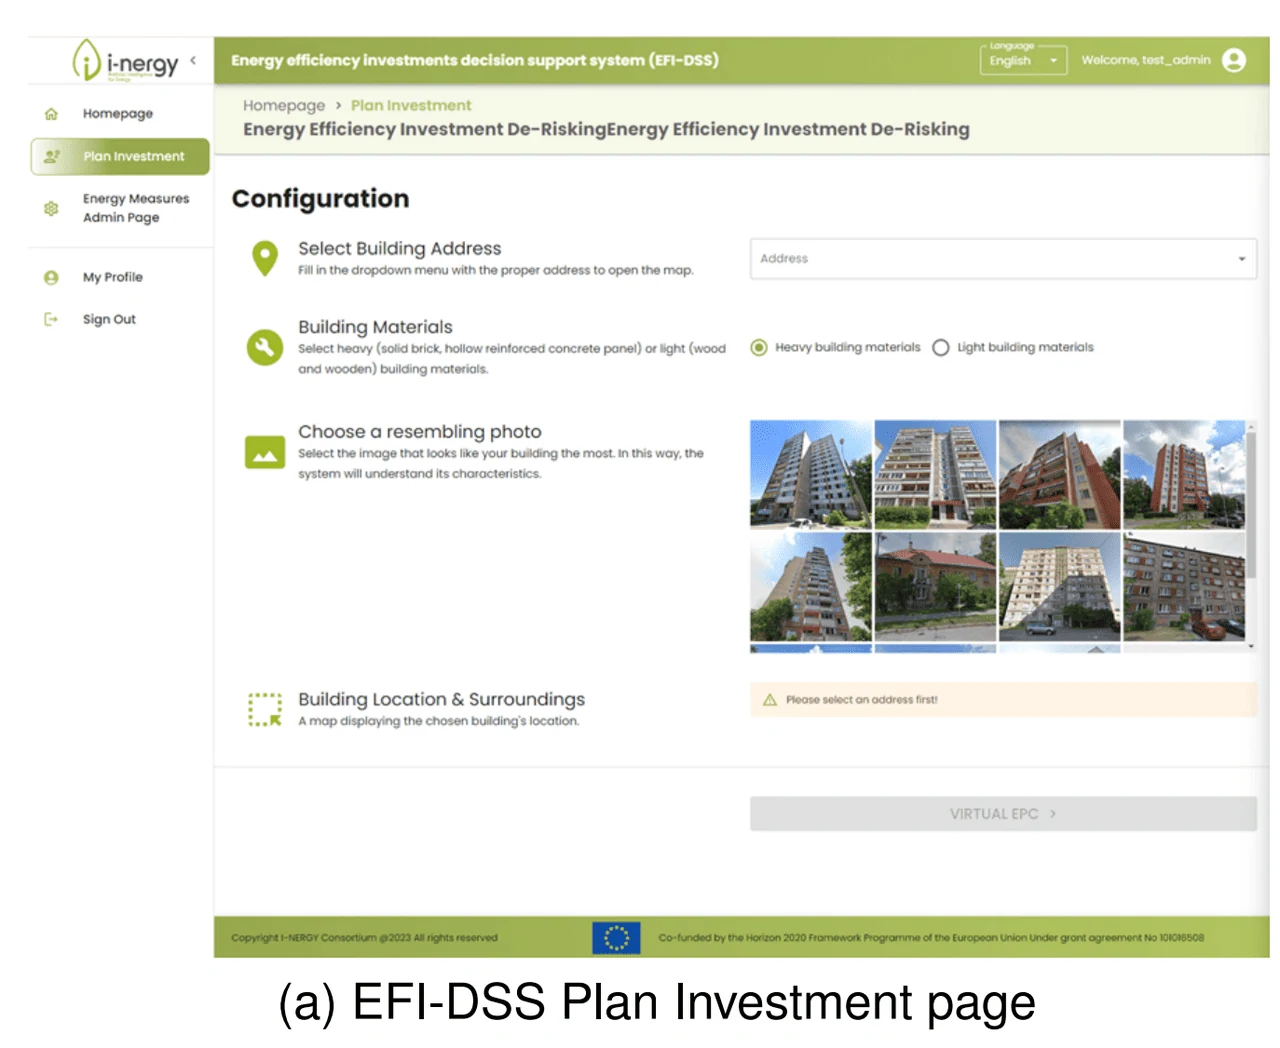 i-nergy
Energy efficiency investments decision support system (EFI-DSS)
Language
English
Welcome, test_admin
Homepage
Plan Investment
Energy Measures
Admin Page
My Profile
Sign Out
Homepage > Plan Investment
Energy Efficiency Investment De-RiskingEnergy Efficiency Investment De-Risking
Configuration
Select Building Address
Fill in the dropdown menu with the proper address to open the map.
Address
Building Materials
Select heavy (solid brick, hollow reinforced concrete panel) or light (wood
and wooden) building materials.
Heavy building materials
Light building materials
Choose a resembling photo
Select the image that looks like your building the most. In this way, the
system will understand its characteristics.
Building Location & Surroundings
A map displaying the chosen building's location.
Please select an address first!
VIRTUAL EPC >
Copyright I-NERGY Consortium @2023 All rights reserved
Co-funded by the Horizon 2020 Framework Programme of the European Union Under grant agreement No 101016508
(a) EFI-DSS Plan Investment page